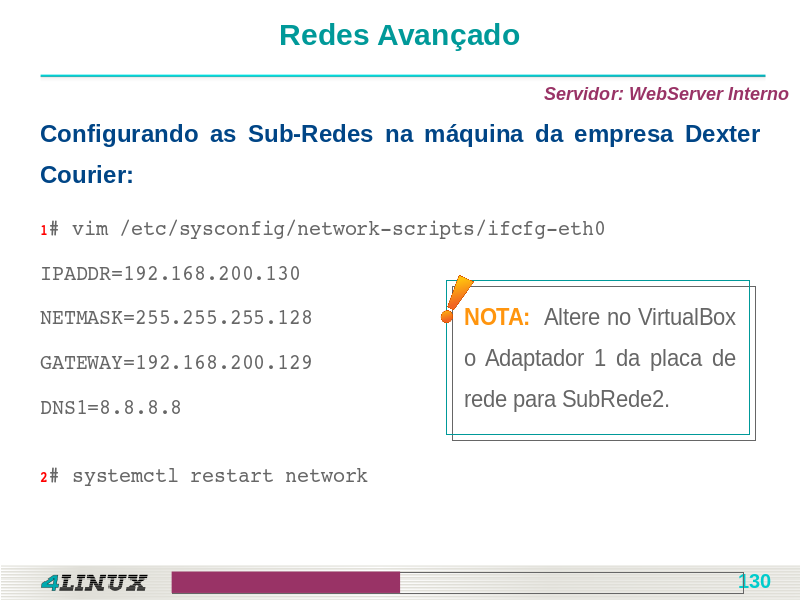 Redes Avançado
Servidor: WebServer Interno
Configurando as Sub-Redes na máquina da empresa Dexter
Courier:
1# vim /etc/sysconfig/network-scripts/ifcfg-eth0
IPADDR=192.168.200.130
NETMASK=255.255.255.128
GATEWAY=192.168.200.129
DNS1=8.8.8.8
NOTA: Altere no VirtualBox
o Adaptador 1 da placa de
rede para SubRede2.
2# systemctl restart network
4LINUX
130